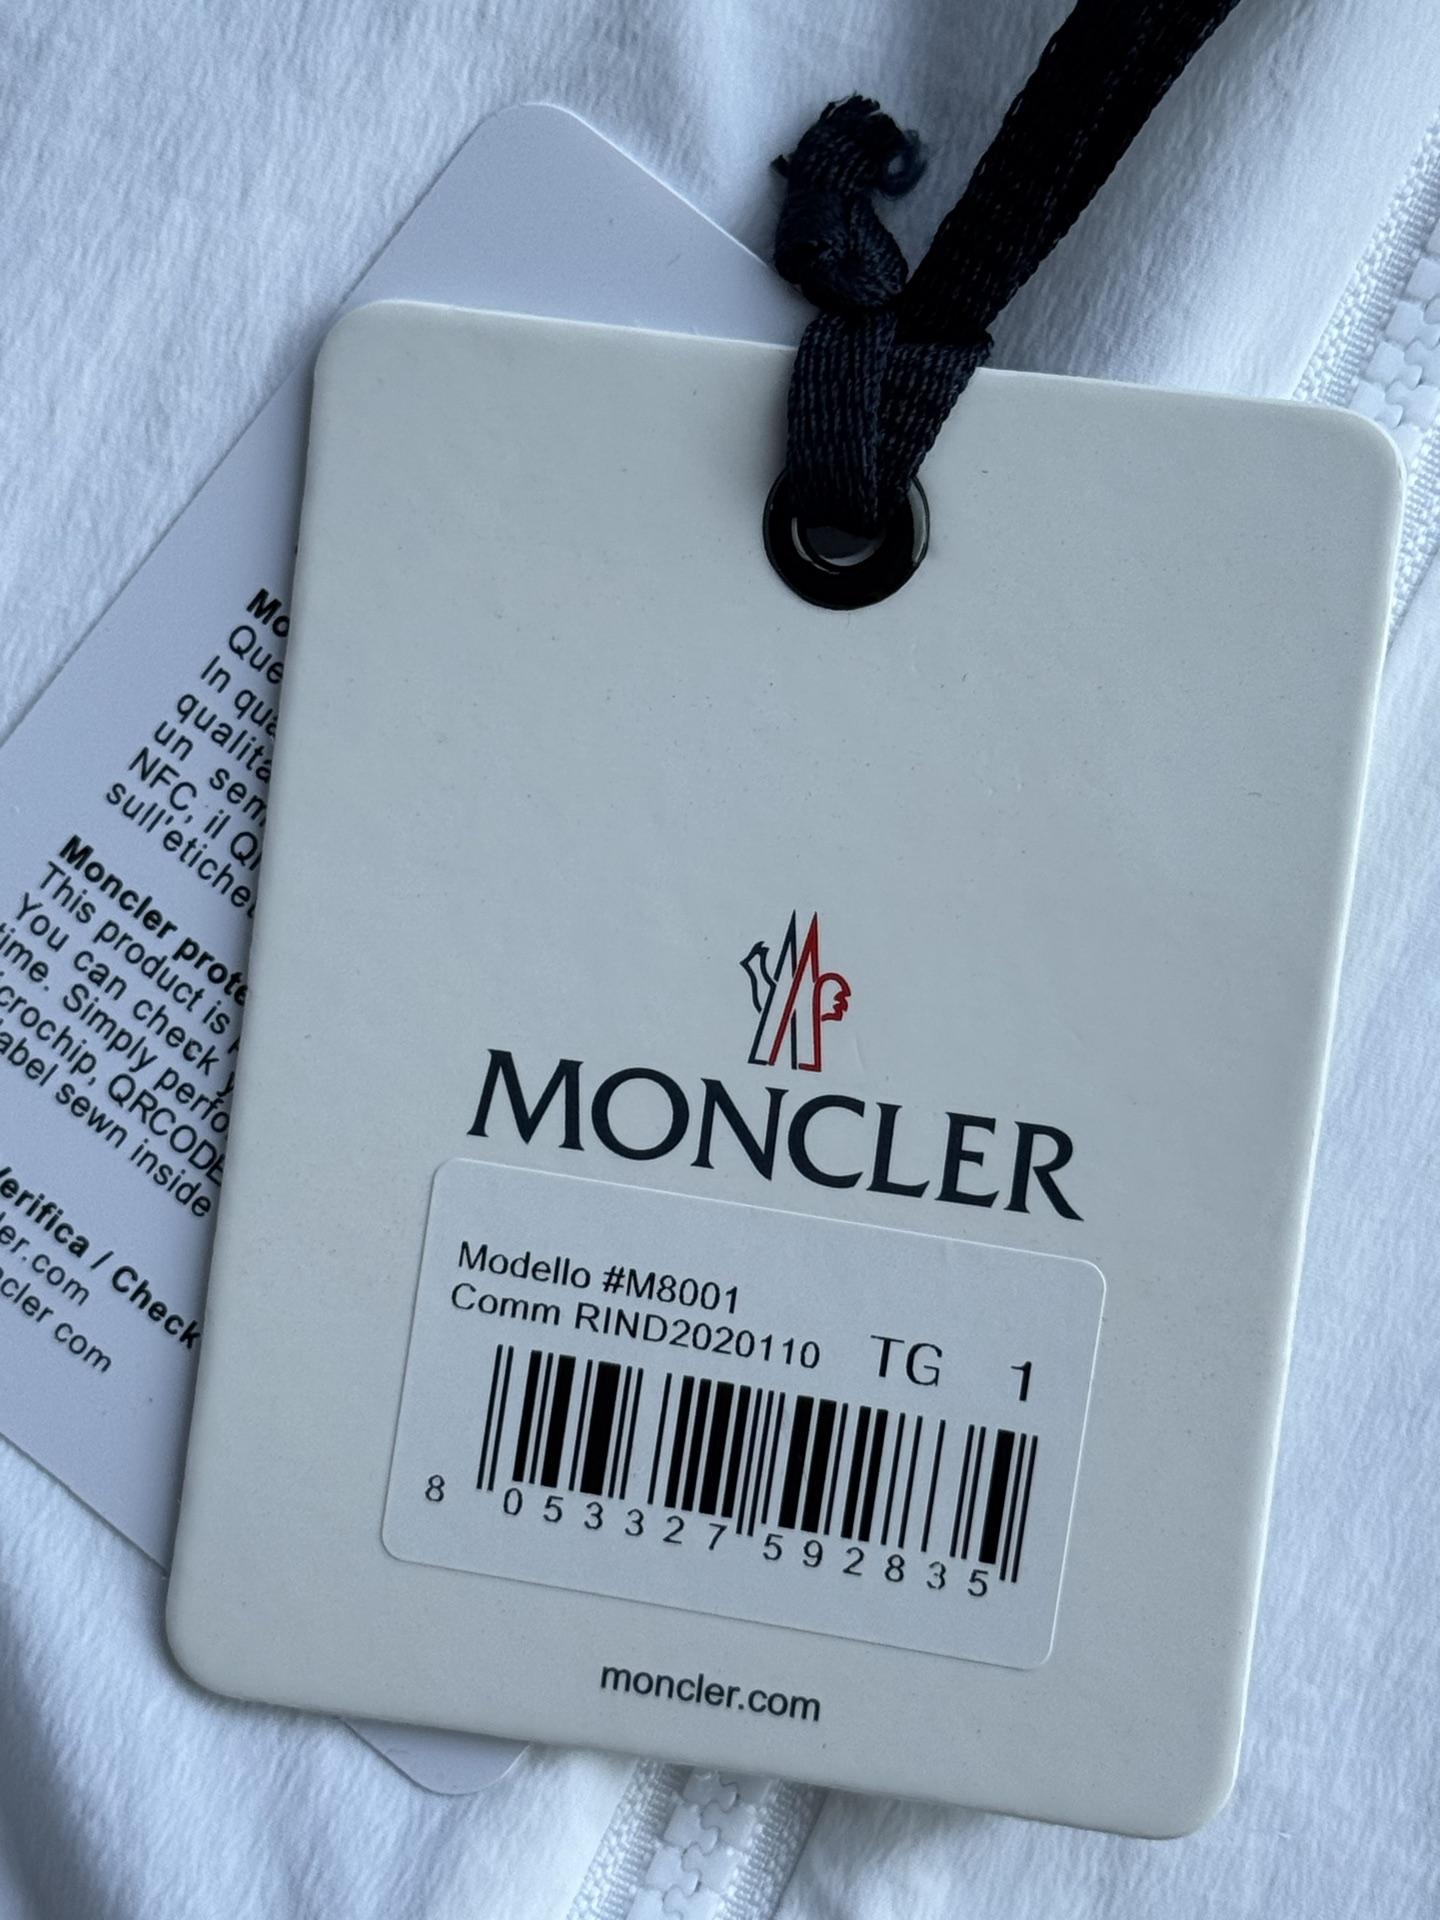 MONCLER
Modello #M8001
Comm RIND2020110 TG 1
8 053327 592835
moncler.com
Que
In qua
qualita
un sem
NFC, il
sull'etichet
Moncler prote
This product is
You can check y
time. Simply perfo
crochip, QRCODE
abel sewn inside
erifica / Check
ler.com
ncler com